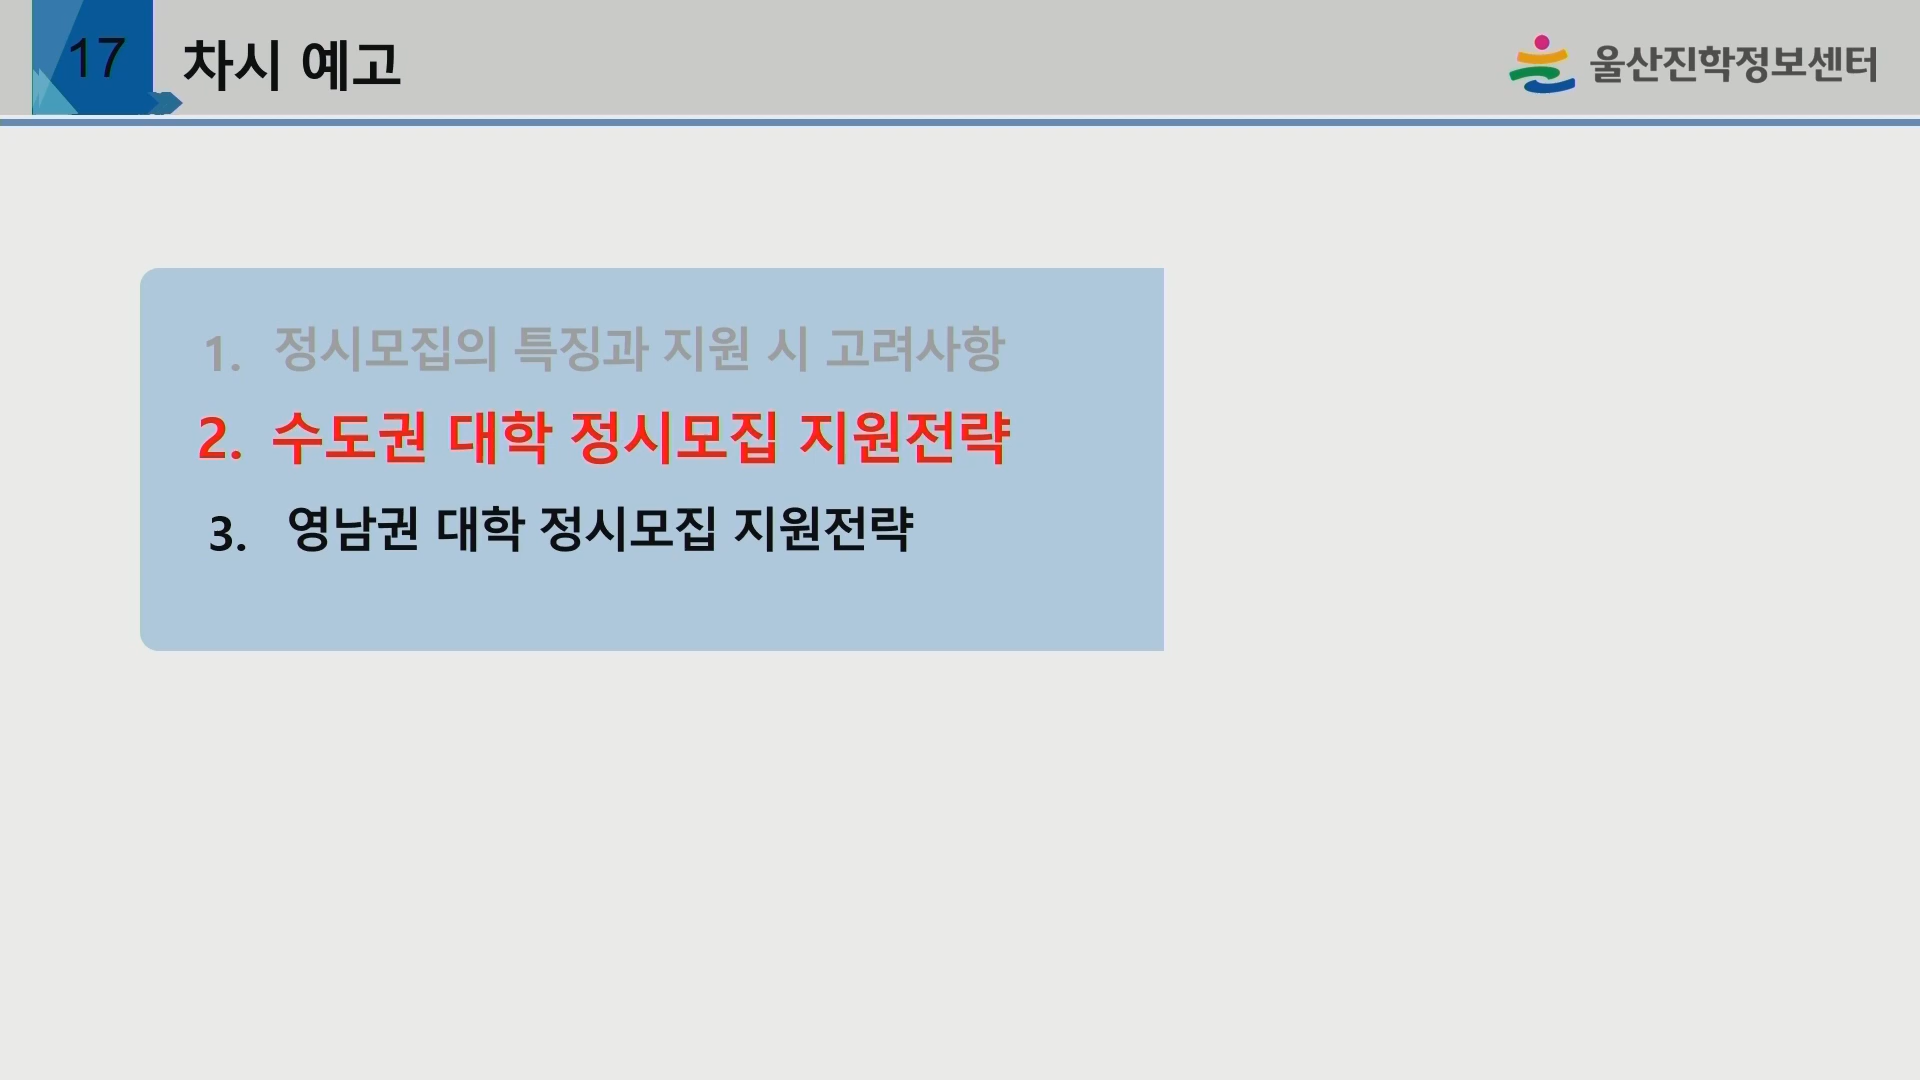 17
차시 예고
울산진학정보센터
1. 정시모집의 특징과 지원 시 고려사항
2. 수도권 대학 정시모집 지원전략
3. 영남권 대학 정시모집 지원전략